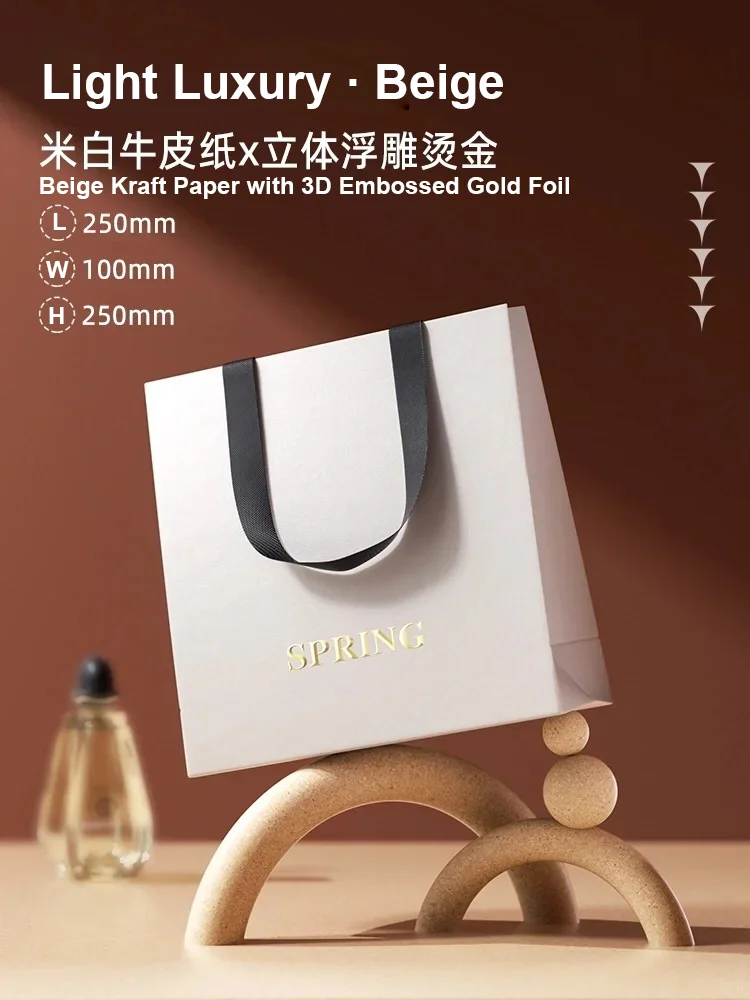 Light Luxury · Beige
米白牛皮纸x立体浮雕烫金
Beige Kraft Paper with 3D Embossed Gold Foil
L 250mm
W 100mm
H 250mm
SPRING